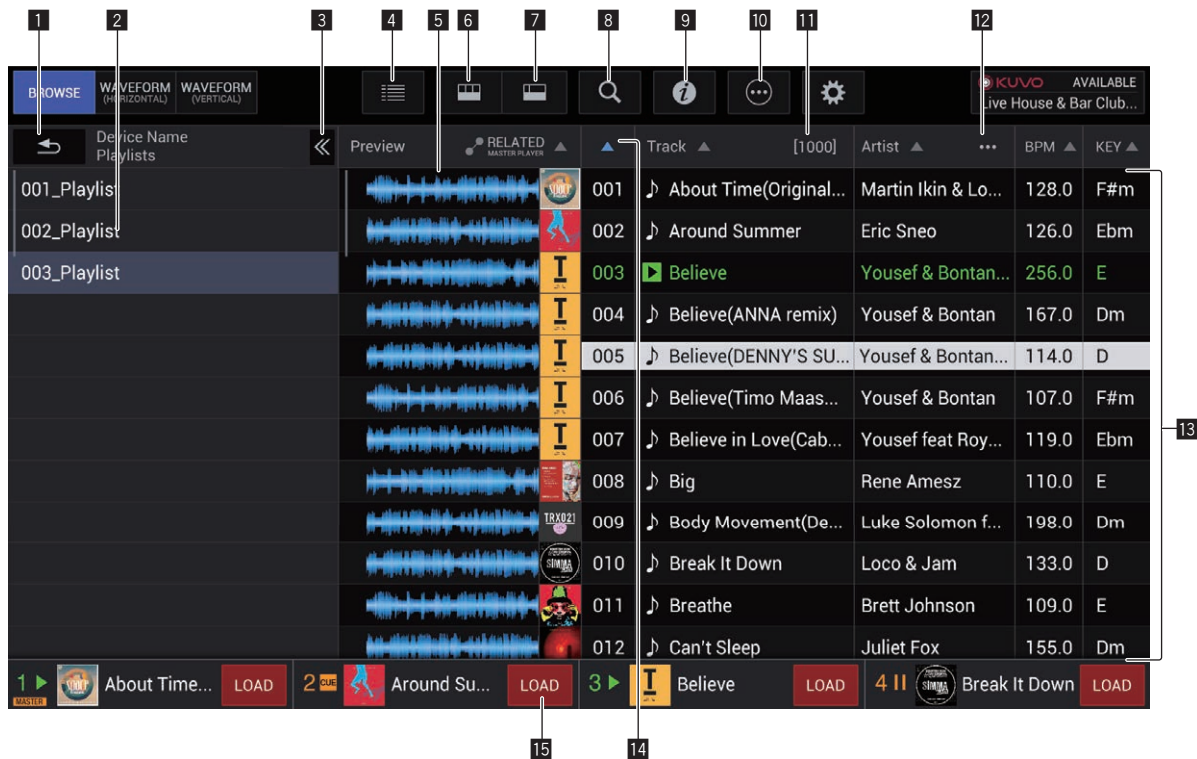 1 2 3 4 5 6 7 8 9 10 11 12
BROWSE WAVEFORM (HORIZONTAL) WAVEFORM (VERTICAL) KUVO AVAILABLE
Live House & Bar Club...
Device Name
Playlists
Preview RELATED MASTER PLAYER Track [1000] Artist ... BPM KEY
001_Playlist
002_Playlist
003_Playlist
001 About Time(Original... Martin Ikin & Lo... 128.0 F#m
002 Around Summer Eric Sneo 126.0 Ebm
003 Believe Yousef & Bontan... 256.0 E
004 Believe(ANNA remix) Yousef & Bontan 167.0 Dm
005 Believe(DENNY'S SU... Yousef & Bontan... 114.0 D
006 Believe(Timo Maas... Yousef & Bontan 107.0 F#m
007 Believe in Love(Cab... Yousef feat Roy... 119.0 Ebm
008 Big Rene Amesz 110.0 E
TRX021 009 Body Movement(De... Luke Solomon f... 198.0 Dm
010 Break It Down Loco & Jam 133.0 D
011 Breathe Brett Johnson 109.0 E
012 Can't Sleep Juliet Fox 155.0 Dm
13
1 MASTER About Time... LOAD 2 CUE Around Su... LOAD 3 Believe LOAD 4 Break It Down LOAD
15 14